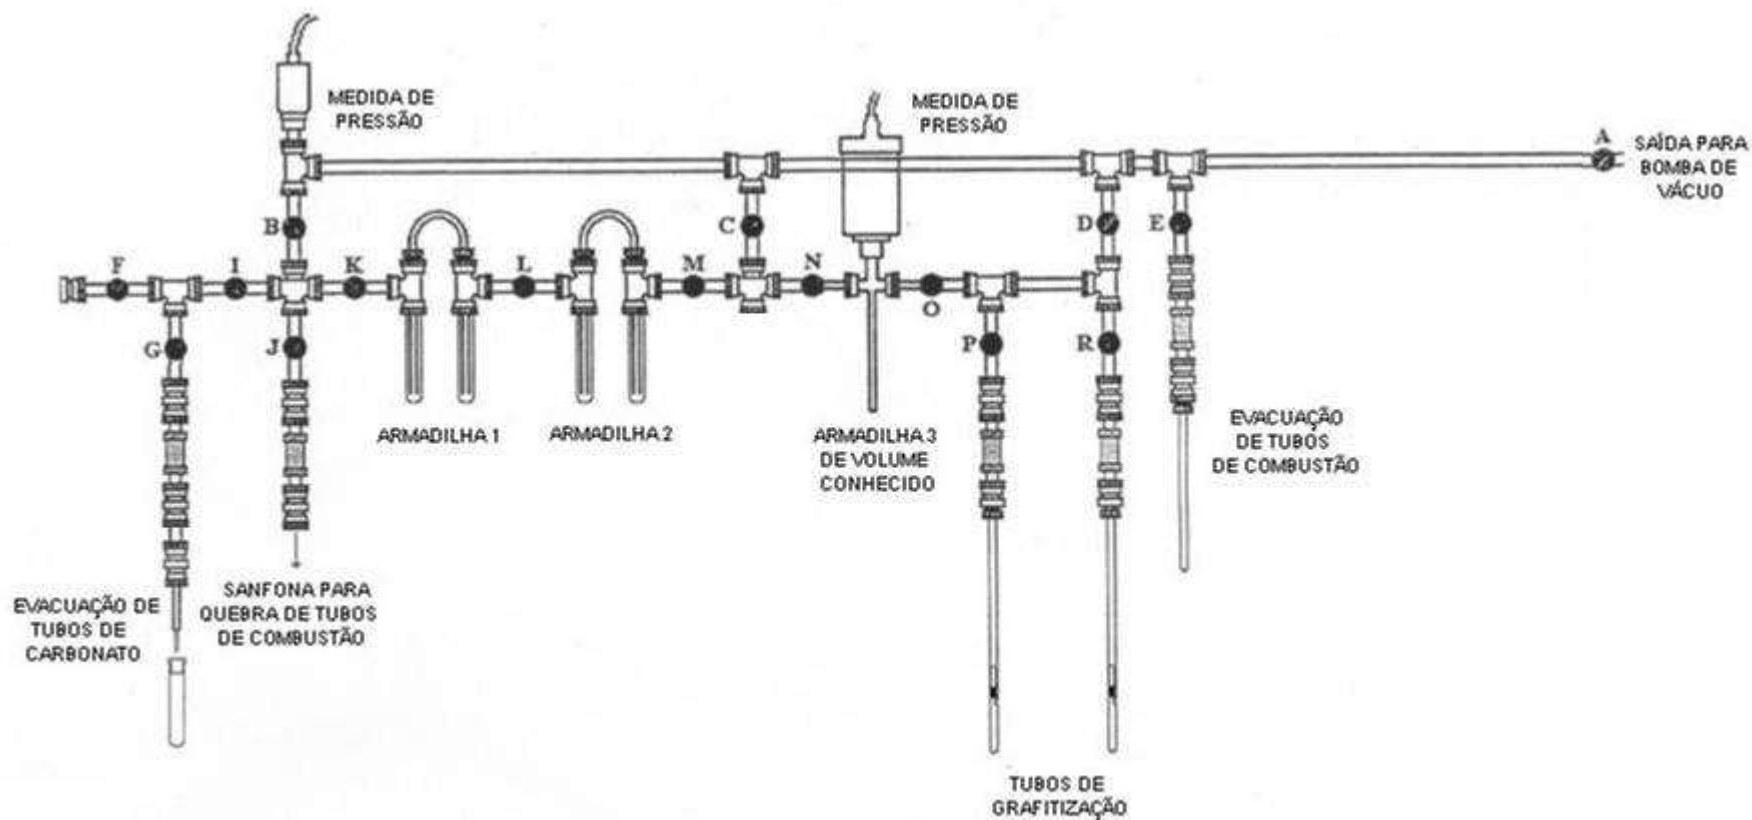 MEDIDA DE
PRESSÃO
MEDIDA DE
PRESSÃO
A
SAÍDA PARA
BOMBA DE
VÁCUO
B
C
D
E
F
I
K
L
M
N
O
G
J
P
R
ARMADILHA 1
ARMADILHA 2
ARMADILHA 3
DE VOLUME
CONHECIDO
EVACUAÇÃO
DE TUBOS
DE COMBUSTÃO
EVACUAÇÃO DE
TUBOS DE
CARBONATO
SANFONA PARA
QUEBRA DE TUBOS
DE COMBUSTÃO
TUBOS DE
GRAFITIZAÇÃO